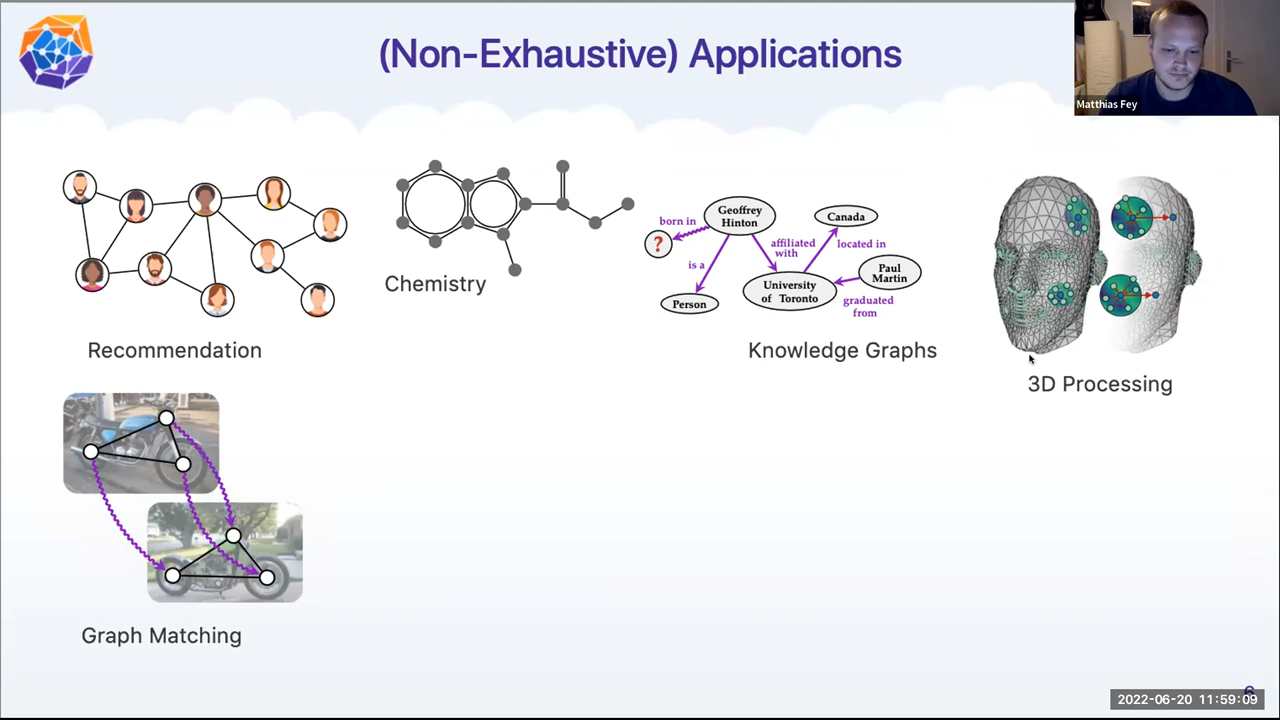 (Non-Exhaustive) Applications
Matthias Fey
Recommendation
Chemistry
Geoffrey
Hinton
born in
?
is a
Person
affiliated
with
University
of Toronto
Canada
located in
Paul
Martin
graduated
from
Knowledge Graphs
3D Processing
Graph Matching
6
2022-06-20 11:59:09